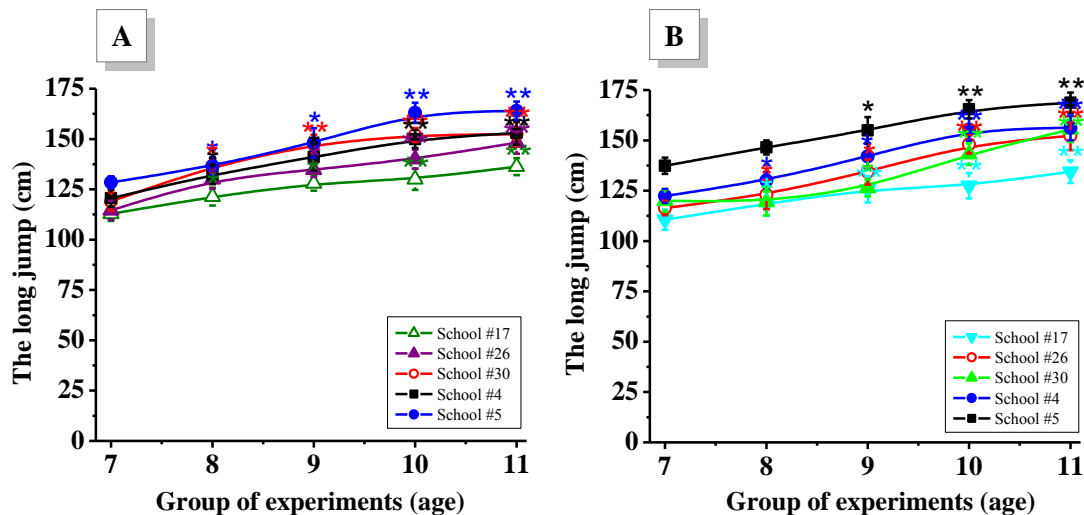 A
The long jump (cm)
175
150
125
100
75
50
25
0
7 8 9 10 11
Group of experiments (age)
School #17
School #26
School #30
School #4
School #5
B
The long jump (cm)
175
150
125
100
75
50
25
0
7 8 9 10 11
Group of experiments (age)
School #17
School #26
School #30
School #4
School #5